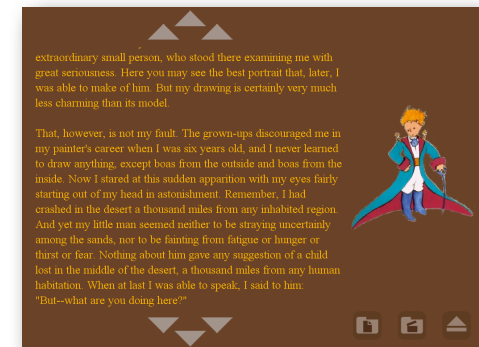 extraordinary small person, who stood there examining me with
great seriousness. Here you may see the best portrait that, later, I
was able to make of him. But my drawing is certainly very much
less charming than its model.
That, however, is not my fault. The grown-ups discouraged me in
my painter's career when I was six years old, and I never learned
to draw anything, except boas from the outside and boas from the
inside. Now I stared at this sudden apparition with my eyes fairly
starting out of my head in astonishment. Remember, I had
crashed in the desert a thousand miles from any inhabited region.
And yet my little man seemed neither to be straying uncertainly
among the sands, nor to be fainting from fatigue or hunger or
thirst or fear. Nothing about him gave any suggestion of a child
lost in the middle of the desert, a thousand miles from any human
habitation. When at last I was able to speak, I said to him:
"But--what are you doing here?"